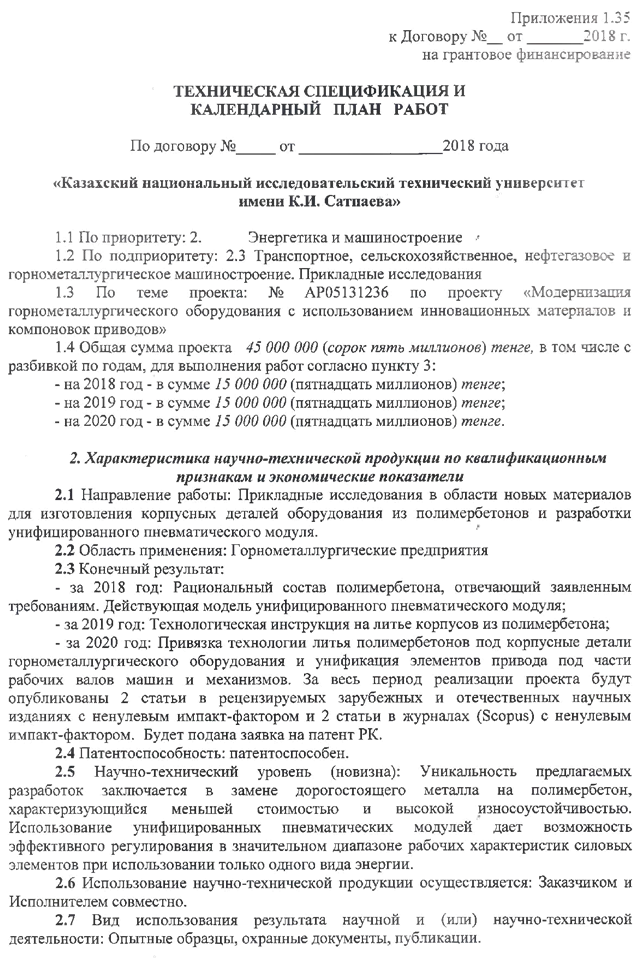 Приложения 1.35
к Договору №__ от _______2018 г.
на грантовое финансирование
ТЕХНИЧЕСКАЯ СПЕЦИФИКАЦИЯ И
КАЛЕНДАРНЫЙ ПЛАН РАБОТ
По договору №_____ от __________________2018 года
«Казахский национальный исследовательский технический университет
имени К.И. Сатпаева»
1.1 По приоритету: 2. Энергетика и машиностроение
1.2 По подприоритету: 2.3 Транспортное, сельскохозяйственное, нефтегазовое и
горнометаллургическое машиностроение. Прикладные исследования
1.3 По теме проекта: № АР05131236 по проекту «Модернизация
горнометаллургического оборудования с использованием инновационных материалов и
компоновок приводов»
1.4 Общая сумма проекта 45 000 000 (сорок пять миллионов) тенге, в том числе с
разбивкой по годам, для выполнения работ согласно пункту 3:
- на 2018 год - в сумме 15 000 000 (пятнадцать миллионов) тенге;
- на 2019 год - в сумме 15 000 000 (пятнадцать миллионов) тенге;
- на 2020 год - в сумме 15 000 000 (пятнадцать миллионов) тенге.
2. Характеристика научно-технической продукции по квалификационным
признакам и экономические показатели
2.1 Направление работы: Прикладные исследования в области новых материалов
для изготовления корпусных деталей оборудования из полимербетонов и разработки
унифицированного пневматического модуля.
2.2 Область применения: Горнометаллургические предприятия
2.3 Конечный результат:
- за 2018 год: Рациональный состав полимербетона, отвечающий заявленным
требованиям. Действующая модель унифицированного пневматического модуля;
- за 2019 год: Технологическая инструкция на литье корпусов из полимербетона;
- за 2020 год: Привязка технологии литья полимербетонов под корпусные детали
горнометаллургического оборудования и унификация элементов привода под части
рабочих валов машин и механизмов. За весь период реализации проекта будут
опубликованы 2 статьи в рецензируемых зарубежных и отечественных научных
изданиях с ненулевым импакт-фактором и 2 статьи в журналах (Scopus) с ненулевым
импакт-фактором. Будет подана заявка на патент РК.
2.4 Патентоспособность: патентоспособен.
2.5 Научно-технический уровень (новизна): Уникальность предлагаемых
разработок заключается в замене дорогостоящего металла на полимербетон,
характеризующийся меньшей стоимостью и высокой износоустойчивостью.
Использование унифицированных пневматических модулей дает возможность
эффективного регулирования в значительном диапазоне рабочих характеристик силовых
элементов при использовании только одного вида энергии.
2.6 Использование научно-технической продукции осуществляется: Заказчиком и
Исполнителем совместно.
2.7 Вид использования результата научной и (или) научно-технической
деятельности: Опытные образцы, охранные документы, публикации.